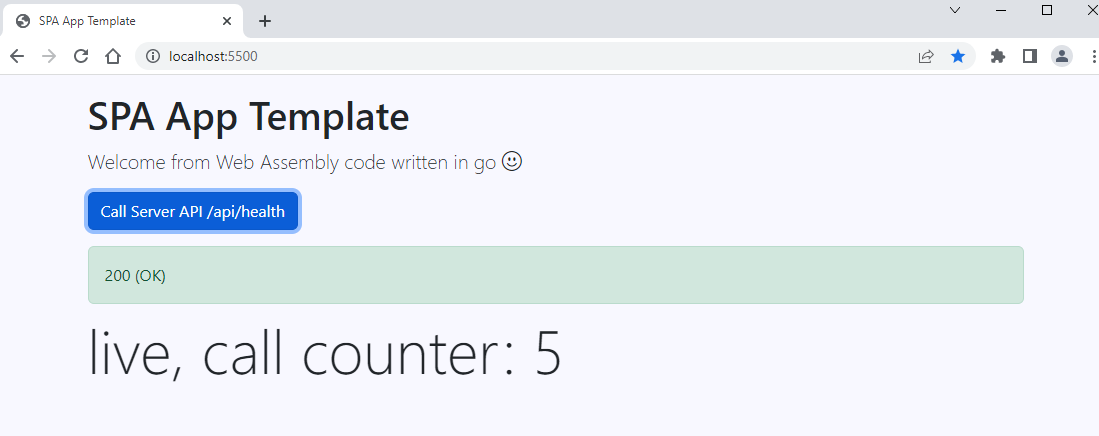 SPA App Template
localhost:5500
SPA App Template
Welcome from Web Assembly code written in go
Call Server API /api/health
200 (OK)
live, call counter: 5